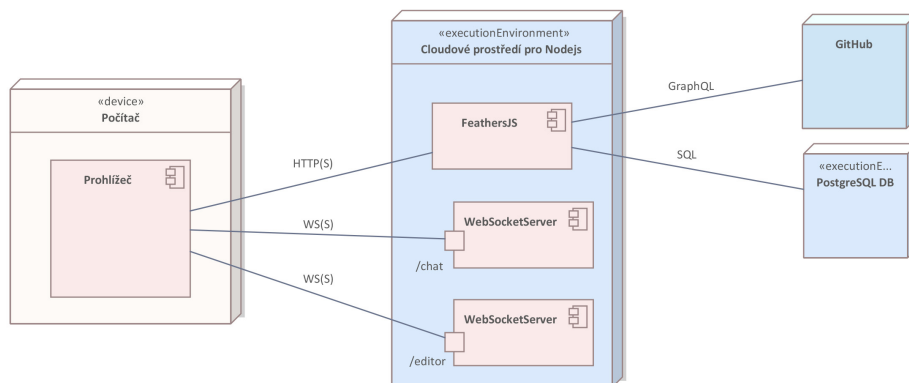 «executionEnvironment»
Cloudové prostředí pro Nodejs
GitHub
GraphQL
«device»
Počítač
FeathersJS
Prohlížeč
HTTP(S)
SQL
«executionE...
PostgreSQL DB
WS(S)
WebSocketServer
/chat
WS(S)
WebSocketServer
/editor